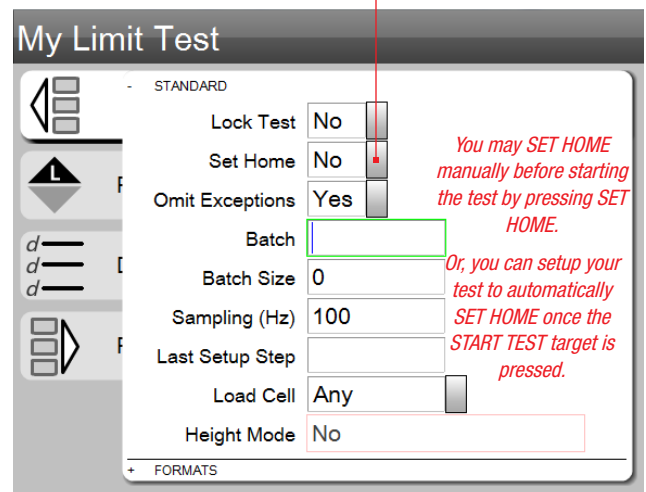 My Limit Test
- STANDARD
Lock Test No
Set Home No
Omit Exceptions Yes
Batch
Batch Size 0
Sampling (Hz) 100
Last Setup Step
Load Cell Any
Height Mode No
+ FORMATS
You may SET HOME
manually before starting
the test by pressing SET
HOME.
Or, you can setup your
test to automatically
SET HOME once the
START TEST target is
pressed.
L
d
d
d